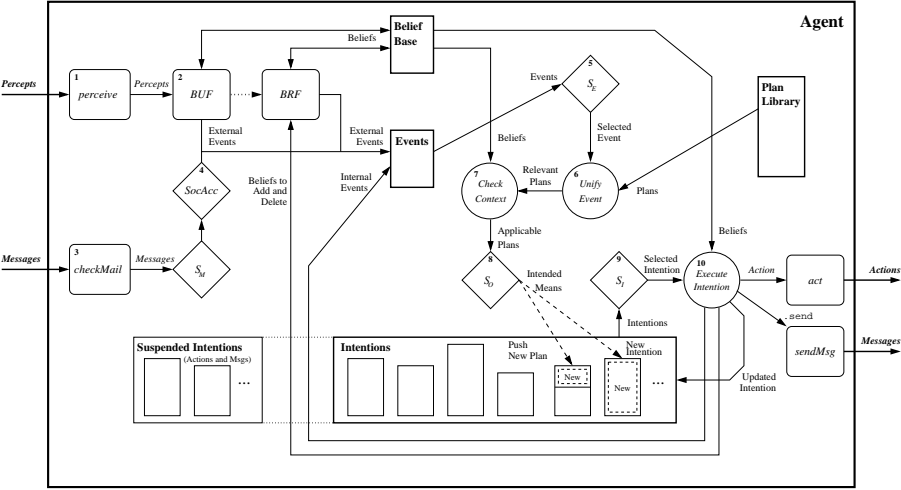 Agent
Belief
Base
Beliefs
Percepts
1
perceive
Percepts
2
BUF
BRF
5
S_E
Events
Plan
Library
External
Events
External
Events
Events
Selected
Event
Beliefs
4
SocAcc
Beliefs to
Add and
Delete
Internal
Events
7
Check
Context
Relevant
Plans
6
Unify
Event
Plans
Messages
3
checkMail
Messages
S_M
Applicable
Plans
8
S_O
Intended
Means
9
S_I
Selected
Intention
Beliefs
10
Execute
Intention
Action
act
Actions
.send
sendMsg
Messages
Intentions
Suspended Intentions
(Actions and Msgs)
...
Intentions
Push
New Plan
New
Intention
New
New
...
Updated
Intention